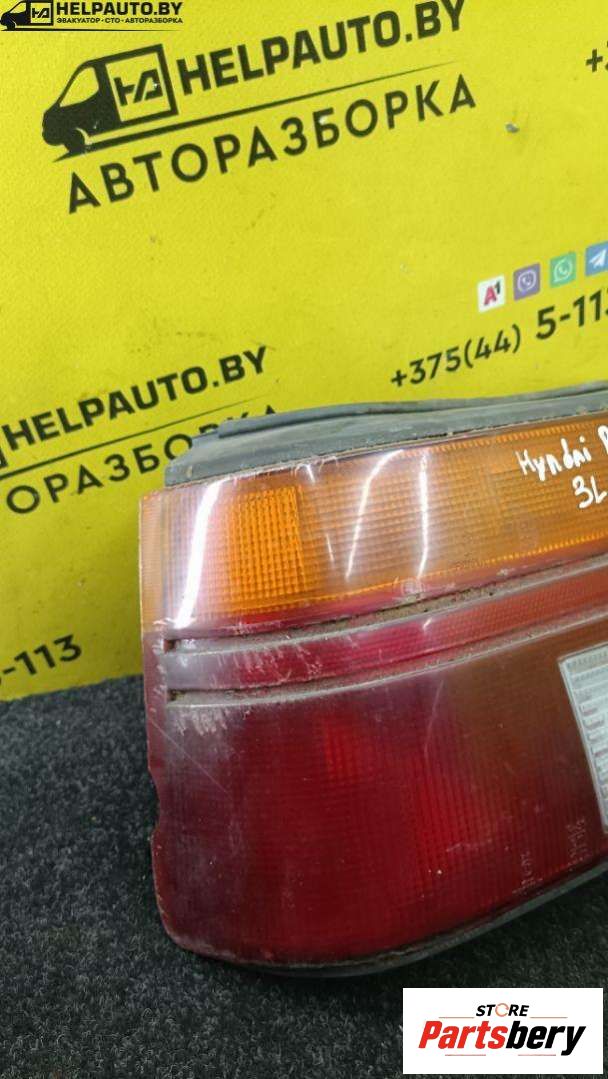 HELPAUTO.BY
ЭВАКУАТОР · СТО · АВТОРАЗБОРКА
HELPAUTO.BY
АВТОРАЗБОРКА
A1
+375(44) 5-113
HELPAUTO.BY
ОРАЗБОРКА
-113
Hyndai
3L
STORE
Partsbery